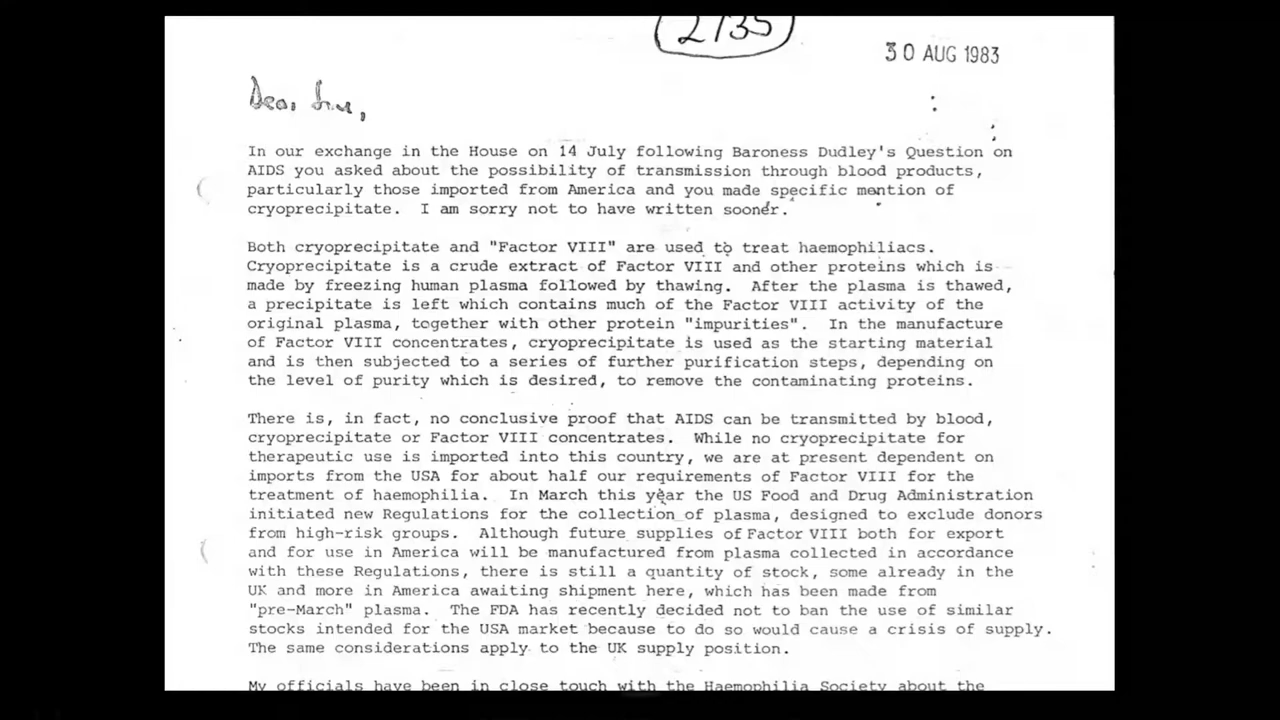 2135
30 AUG 1983
Dear
In our exchange in the House on 14 July following Baroness Dudley's Question on
AIDS you asked about the possibility of transmission through blood products,
particularly those imported from America and you made specific mention of
cryoprecipitate. I am sorry not to have written sooner.
Both cryoprecipitate and "Factor VIII" are used to treat haemophiliacs.
Cryoprecipitate is a crude extract of Factor VIII and other proteins which is
made by freezing human plasma followed by thawing. After the plasma is thawed,
a precipitate is left which contains much of the Factor VIII activity of the
original plasma, together with other protein "impurities". In the manufacture
of Factor VIII concentrates, cryoprecipitate is used as the starting material
and is then subjected to a series of further purification steps, depending on
the level of purity which is desired, to remove the contaminating proteins.
There is, in fact, no conclusive proof that AIDS can be transmitted by blood,
cryoprecipitate or Factor VIII concentrates. While no cryoprecipitate for
therapeutic use is imported into this country, we are at present dependent on
imports from the USA for about half our requirements of Factor VIII for the
treatment of haemophilia. In March this year the US Food and Drug Administration
initiated new Regulations for the collection of plasma, designed to exclude donors
from high-risk groups. Although future supplies of Factor VIII both for export
and for use in America will be manufactured from plasma collected in accordance
with these Regulations, there is still a quantity of stock, some already in the
UK and more in America awaiting shipment here, which has been made from
"pre-March" plasma. The FDA has recently decided not to ban the use of similar
stocks intended for the USA market because to do so would cause a crisis of supply.
The same considerations apply to the UK supply position.
My officials have been in close touch with the Haemophilia Society about the